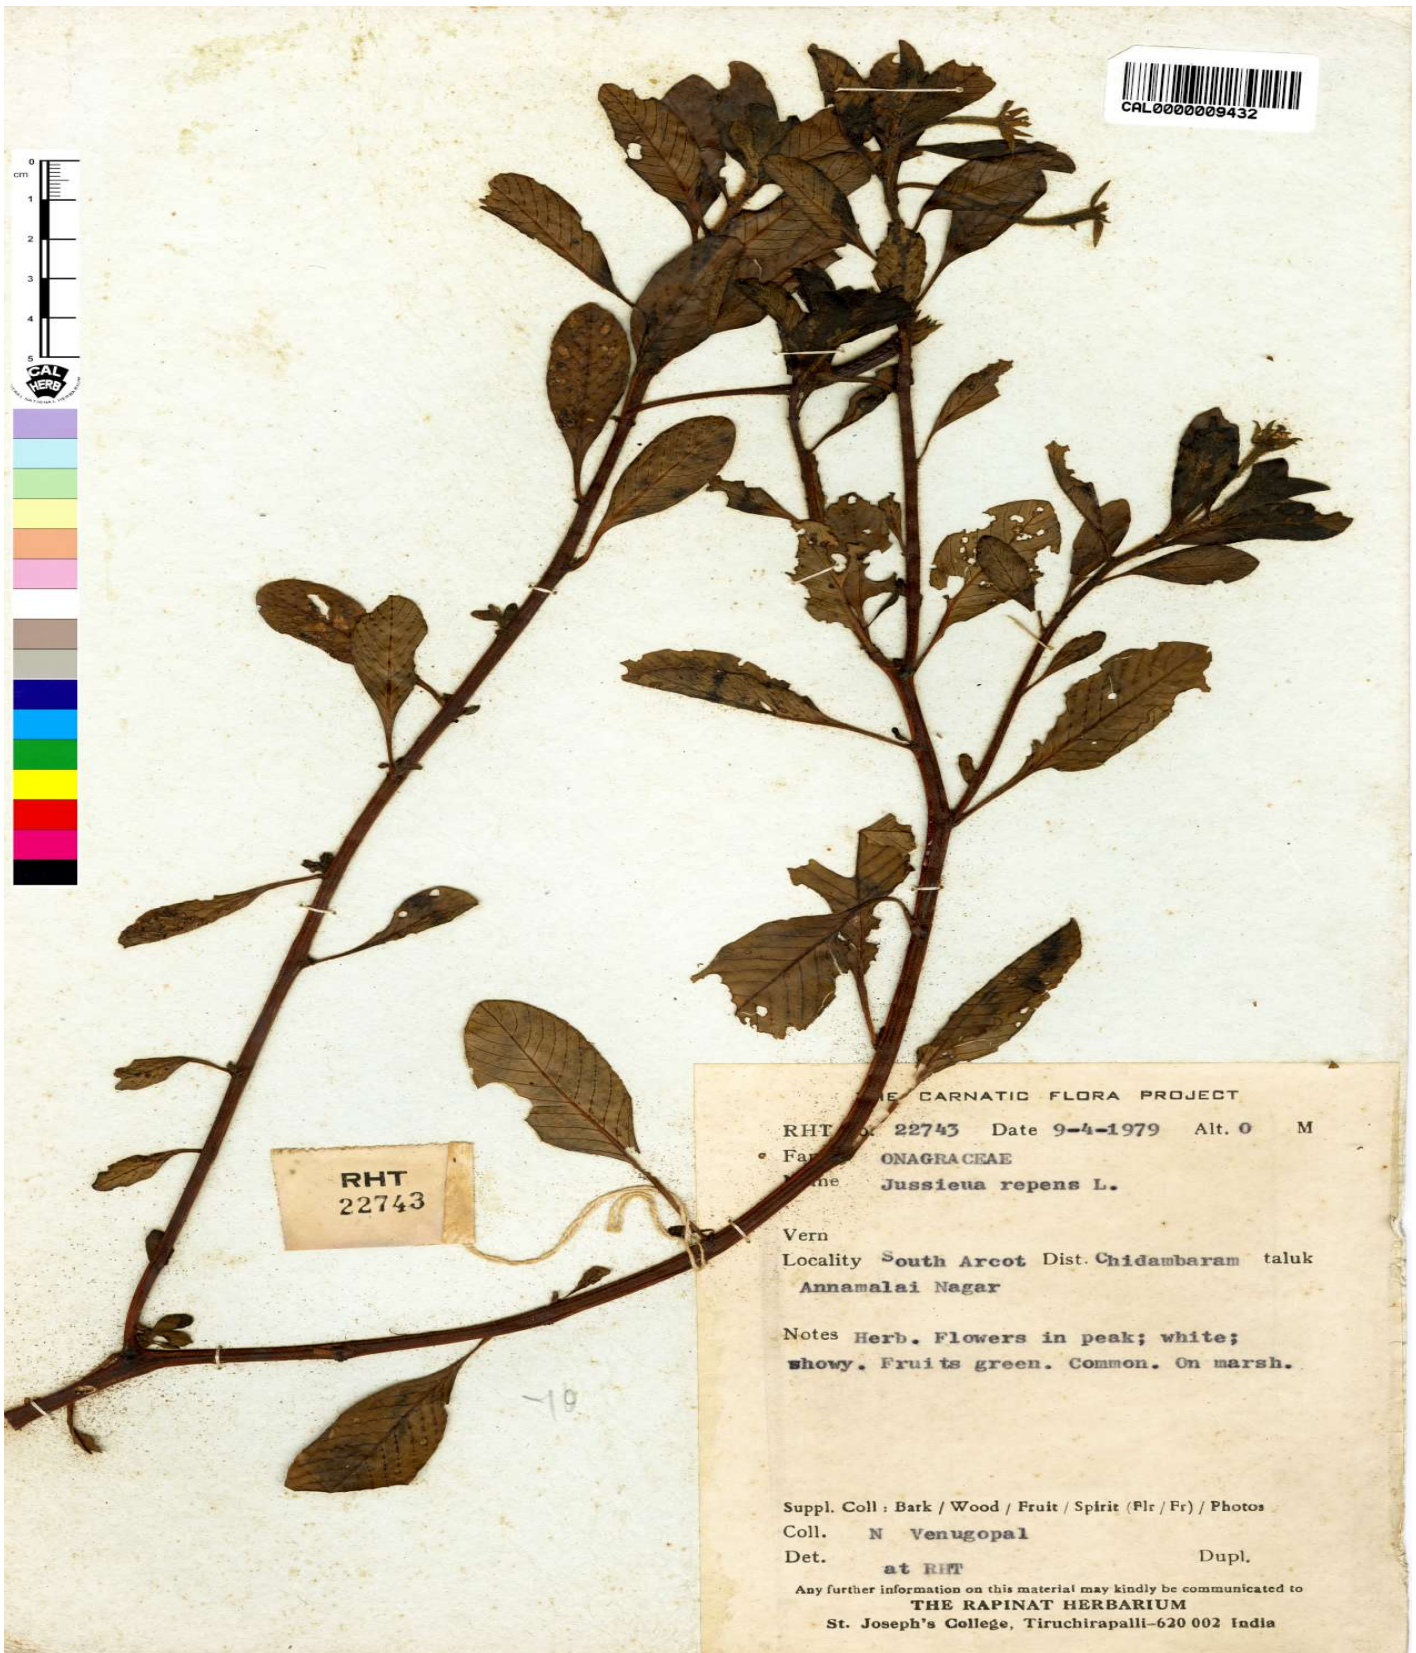 CAL0000009432
0
cm
1
2
3
4
5
CAL
HERB
RHT
22743
CARNATIC FLORA PROJECT
RHT 22743 Date 9-4-1979 Alt. 0 M
ONAGRACEAE
Jussieua repens L.
Vern
Locality South Arcot Dist. Chidambaram taluk
Annamalai Nagar
Notes Herb. Flowers in peak; white;
showy. Fruits green. Common. On marsh.
Suppl. Coll : Bark / Wood / Fruit / Spirit (Flr / Fr) / Photos
Coll. N Venugopal
Det. at RHT Dupl.
Any further information on this material may kindly be communicated to
THE RAPINAT HERBARIUM
St. Joseph's College, Tiruchirapalli-620 002 India